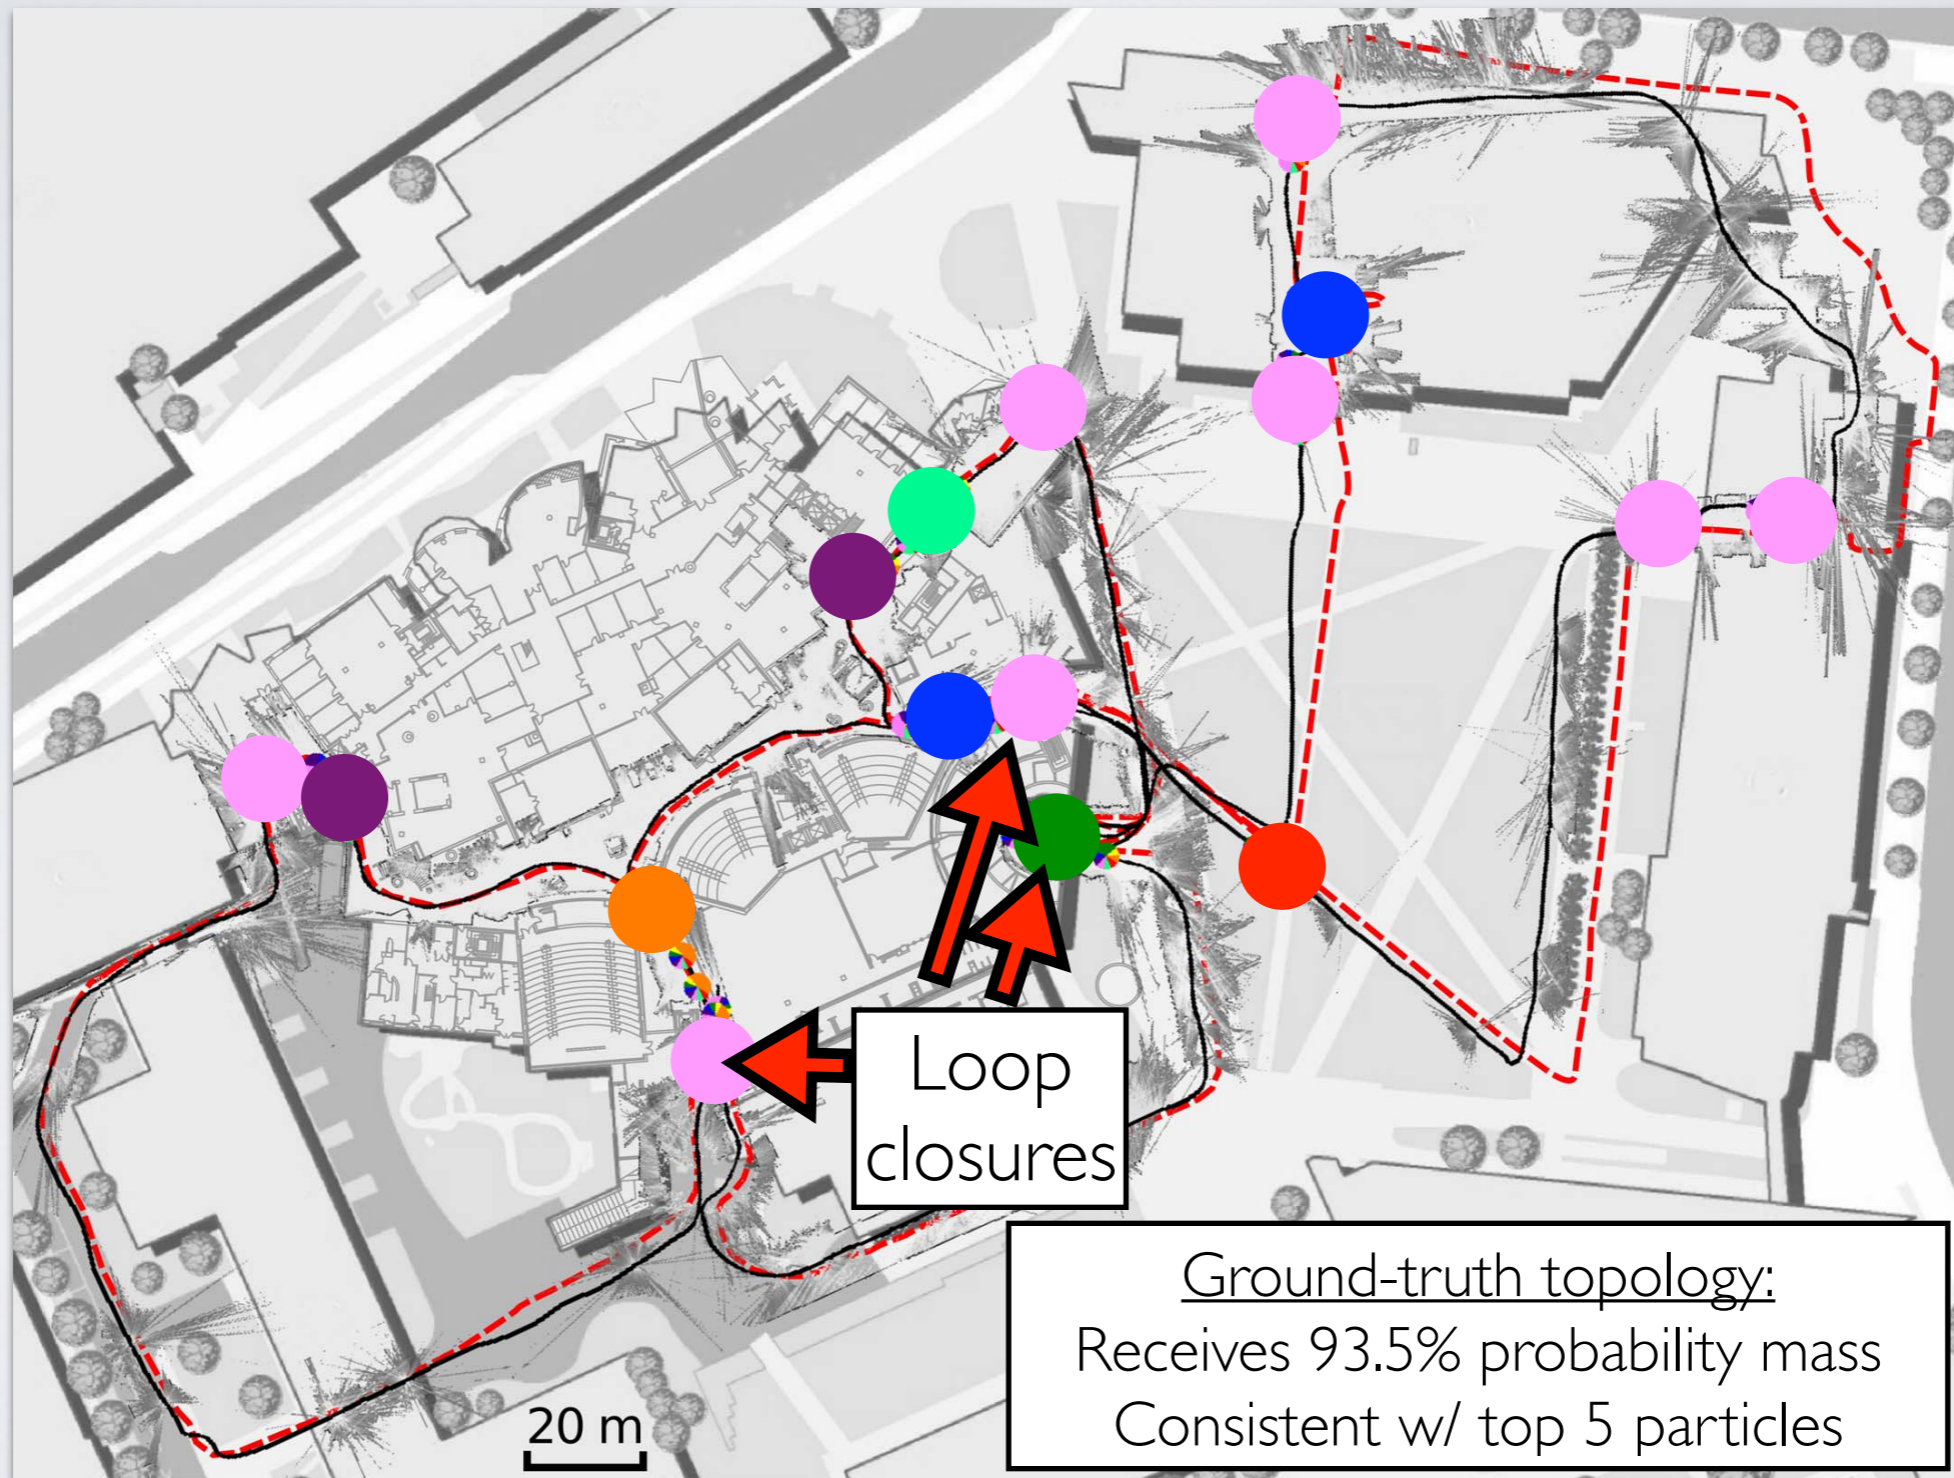 Loop
closures
Ground-truth topology:
Receives 93.5% probability mass
Consistent w/ top 5 particles
20 m